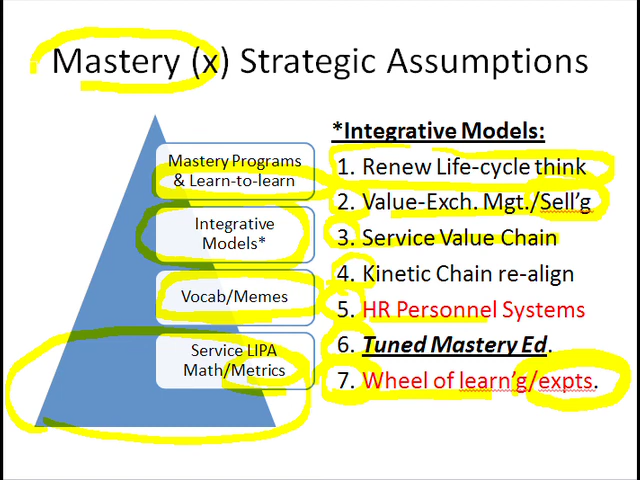 Mastery (x) Strategic Assumptions
Mastery Programs
& Learn-to-learn
Integrative
Models*
Vocab/Memes
Service LIPA
Math/Metrics
*Integrative Models:
1. Renew Life-cycle think
2. Value-Exch. Mgt./Sell'g
3. Service Value Chain
4. Kinetic Chain re-align
5. HR Personnel Systems
6. Tuned Mastery Ed.
7. Wheel of learn'g/expts.